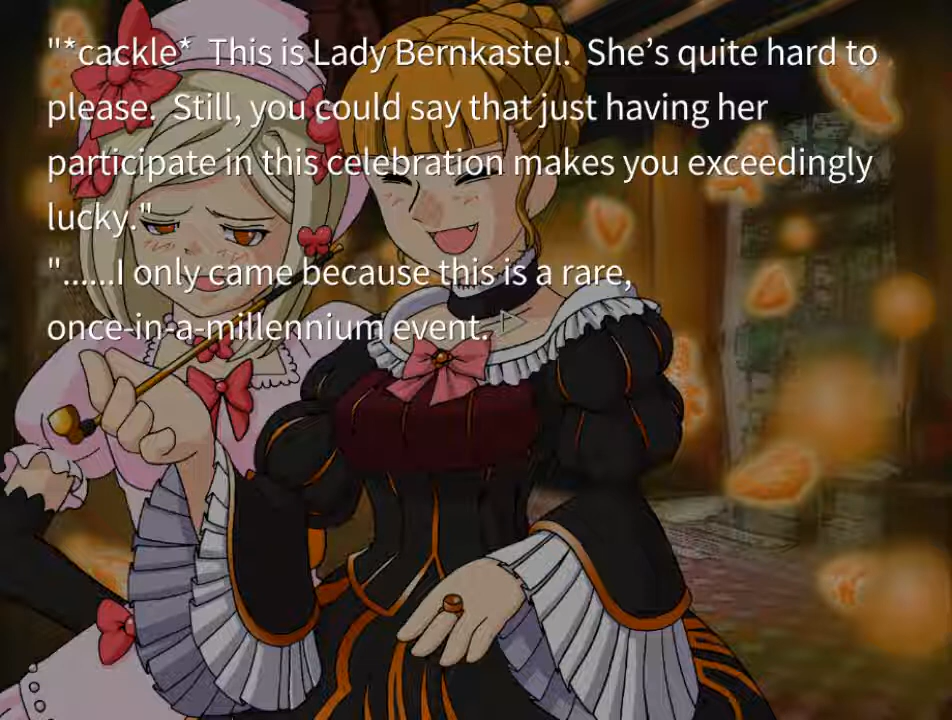 "*cackle*  This is Lady Bernkastel.  She’s quite hard to
please.  Still, you could say that just having her
participate in this celebration makes you exceedingly
lucky."
"......I only came because this is a rare,
once-in-a-millennium event.